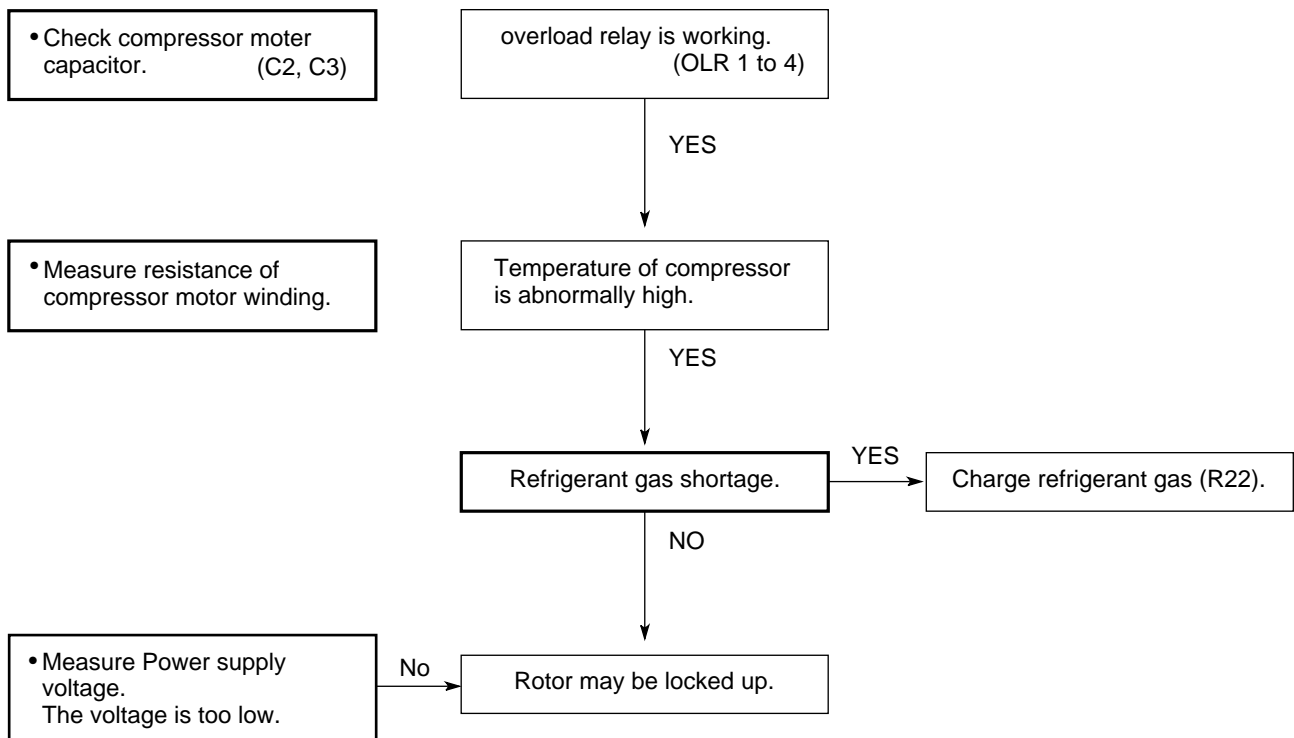 • Check compressor moter
capacitor. (C2, C3)
overload relay is working.
(OLR 1 to 4)
YES
• Measure resistance of
compressor motor winding.
Temperature of compressor
is abnormally high.
YES
Refrigerant gas shortage.
YES
Charge refrigerant gas (R22).
NO
• Measure Power supply
voltage.
The voltage is too low.
No
Rotor may be locked up.